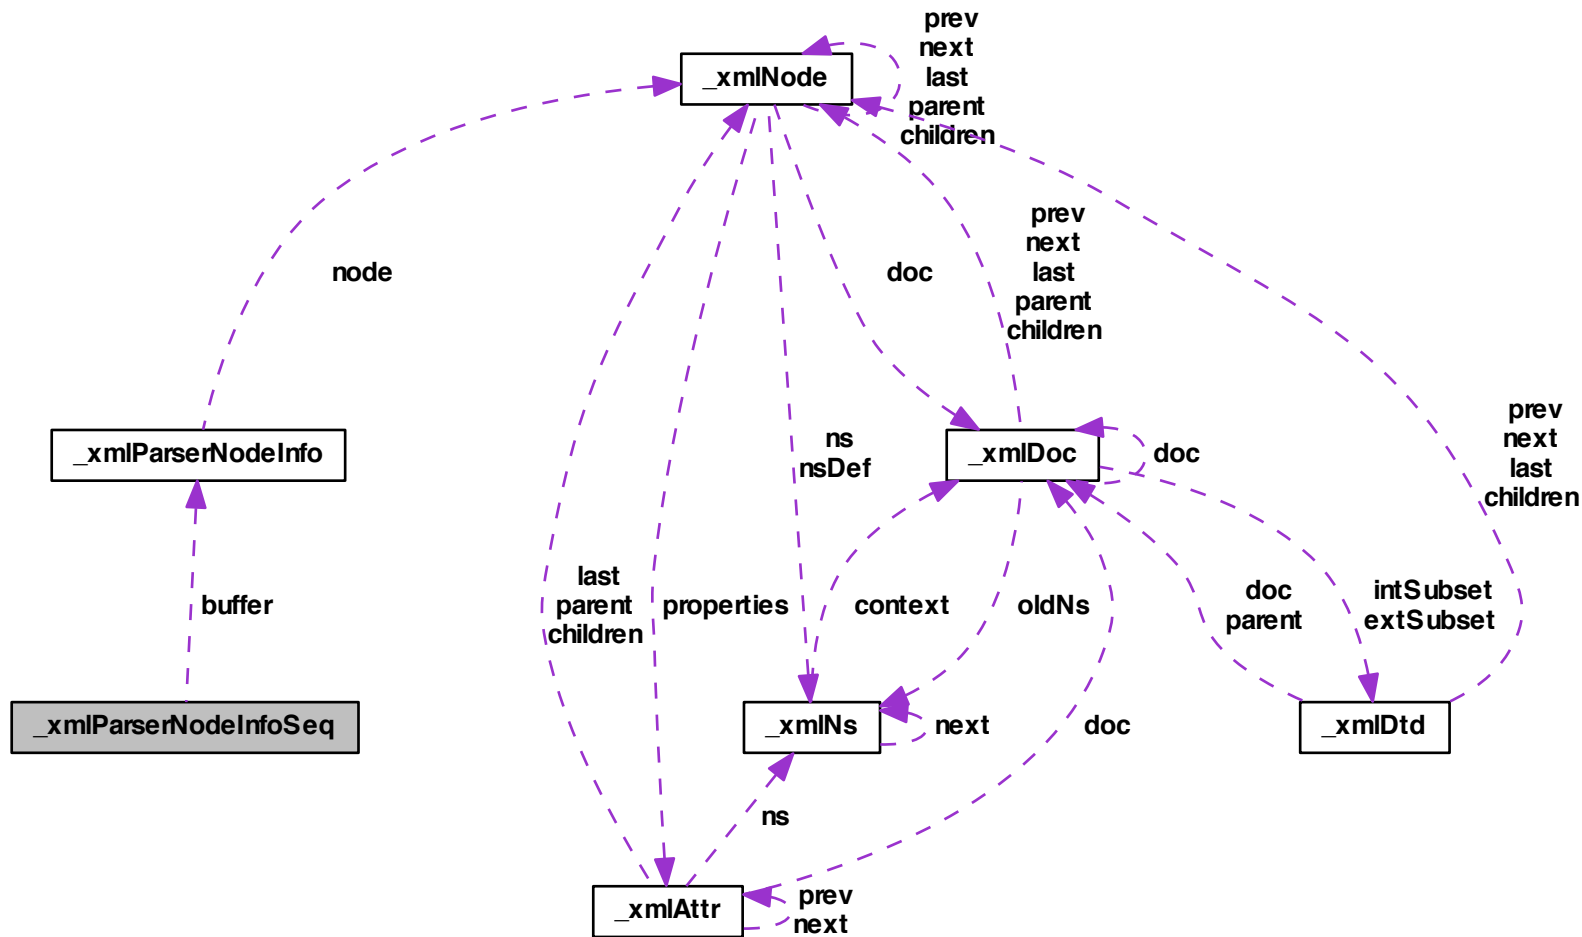 prev
next
last
parent
children
_xmlNode
node
doc
prev
next
last
parent
children
_xmlParserNodeInfo
ns
nsDef
_xmlDoc
doc
prev
next
last
children
buffer
last
parent
children
properties
context
oldNs
doc
parent
intSubset
extSubset
_xmlParserNodeInfoSeq
_xmlNs
next
doc
_xmlDtd
ns
_xmlAttr
prev
next